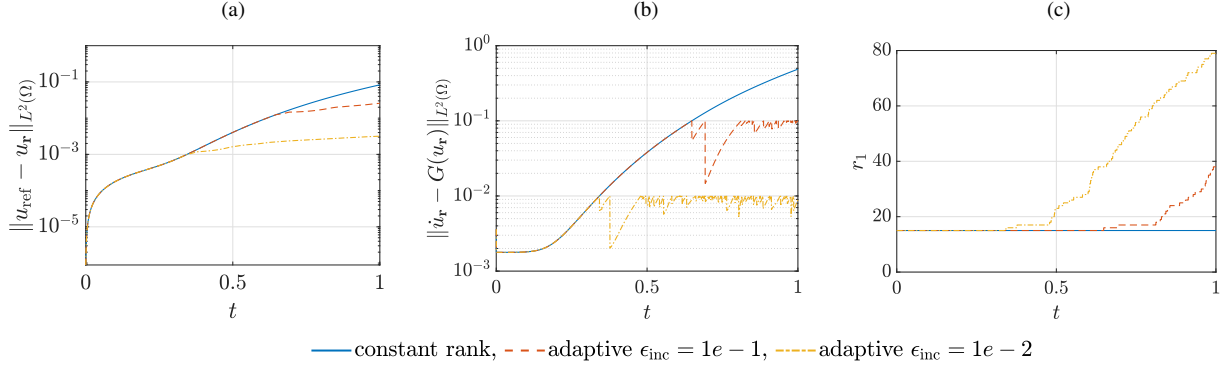 (a)
(b)
(c)
||u_ref − u_r||_{L^2(Ω)}
10^{-1}
10^{-3}
10^{-5}
0
0.5
1
t
||u̇_r − G(u_r)||_{L^2(Ω)}
10^0
10^{-1}
10^{-2}
10^{-3}
0
0.5
1
t
r_1
80
60
40
20
0
0
0.5
1
t
constant rank, adaptive ϵ_inc = 1e − 1, adaptive ϵ_inc = 1e − 2